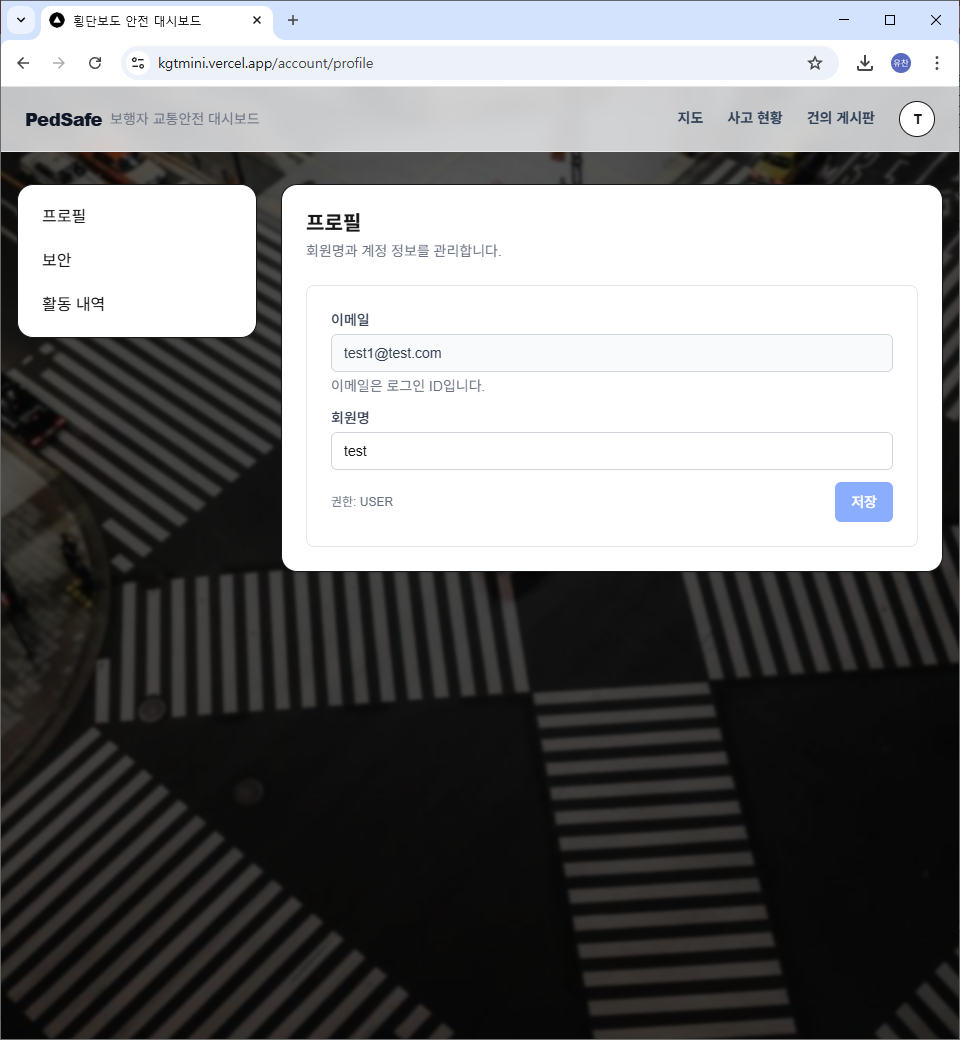 횡단보도 안전 대시보드
kgtmini.vercel.app/account/profile
유찬
PedSafe 보행자 교통안전 대시보드
지도 사고 현황 건의 게시판 T
프로필
보안
활동 내역
프로필
회원명과 계정 정보를 관리합니다.
이메일
test1@test.com
이메일은 로그인 ID입니다.
회원명
test
권한: USER
저장